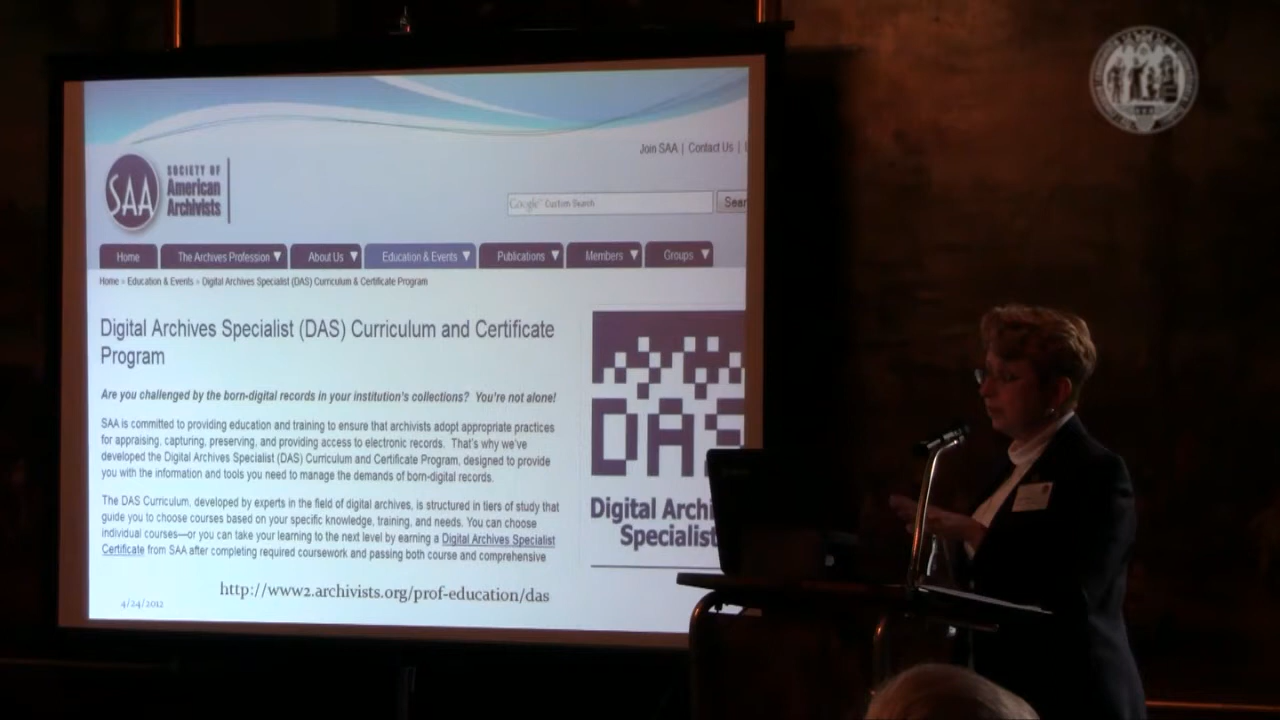 Join SAA | Contact Us |
SAA
SOCIETY OF
American
Archivists
Google Custom Search
Sear
Home
The Archives Profession
About Us
Education & Events
Publications
Members
Groups
Home » Education & Events » Digital Archives Specialist (DAS) Curriculum & Certificate Program
Digital Archives Specialist (DAS) Curriculum and Certificate
Program
Are you challenged by the born-digital records in your institution's collections? You're not alone!
SAA is committed to providing education and training to ensure that archivists adopt appropriate practices
for appraising, capturing, preserving, and providing access to electronic records. That's why we've
developed the Digital Archives Specialist (DAS) Curriculum and Certificate Program, designed to provide
you with the information and tools you need to manage the demands of born-digital records.
The DAS Curriculum, developed by experts in the field of digital archives, is structured in tiers of study that
guide you to choose courses based on your specific knowledge, training, and needs. You can choose
individual courses—or you can take your learning to the next level by earning a Digital Archives Specialist
Certificate from SAA after completing required coursework and passing both course and comprehensive
DAS
Digital Archi
Specialist
http://www2.archivists.org/prof-education/das
4/24/2012